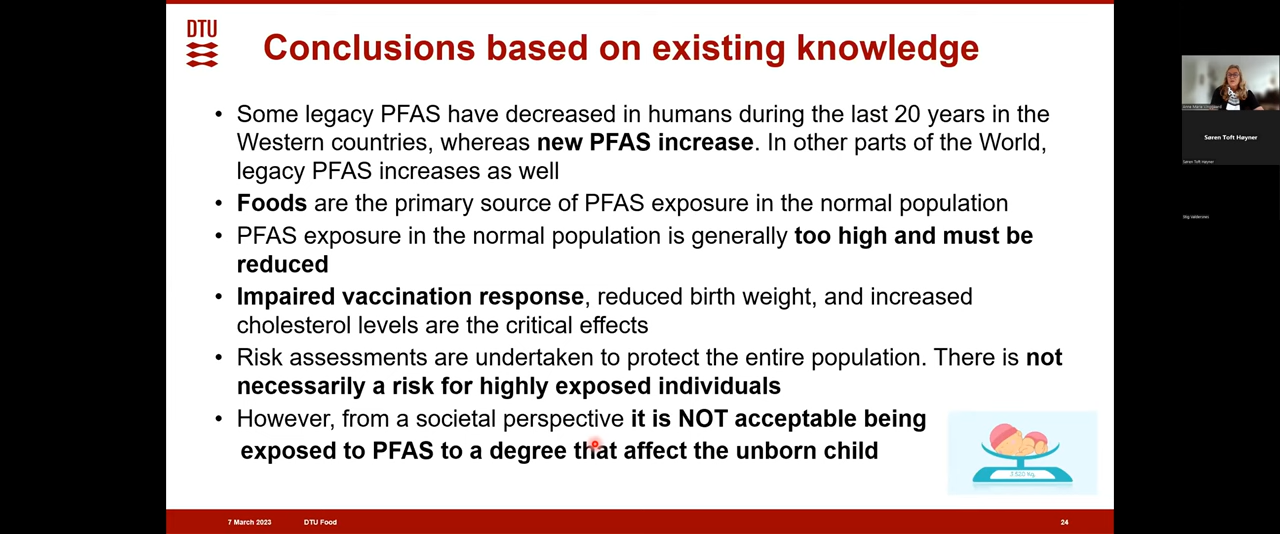 DTU
Conclusions based on existing knowledge
• Some legacy PFAS have decreased in humans during the last 20 years in the
Western countries, whereas new PFAS increase. In other parts of the World,
legacy PFAS increases as well
• Foods are the primary source of PFAS exposure in the normal population
• PFAS exposure in the normal population is generally too high and must be
reduced
• Impaired vaccination response, reduced birth weight, and increased
cholesterol levels are the critical effects
• Risk assessments are undertaken to protect the entire population. There is not
necessarily a risk for highly exposed individuals
• However, from a societal perspective it is NOT acceptable being
exposed to PFAS to a degree that affect the unborn child
7 March 2023 DTU Food 24
Søren Toft Høyner
Søren Toft Høyner